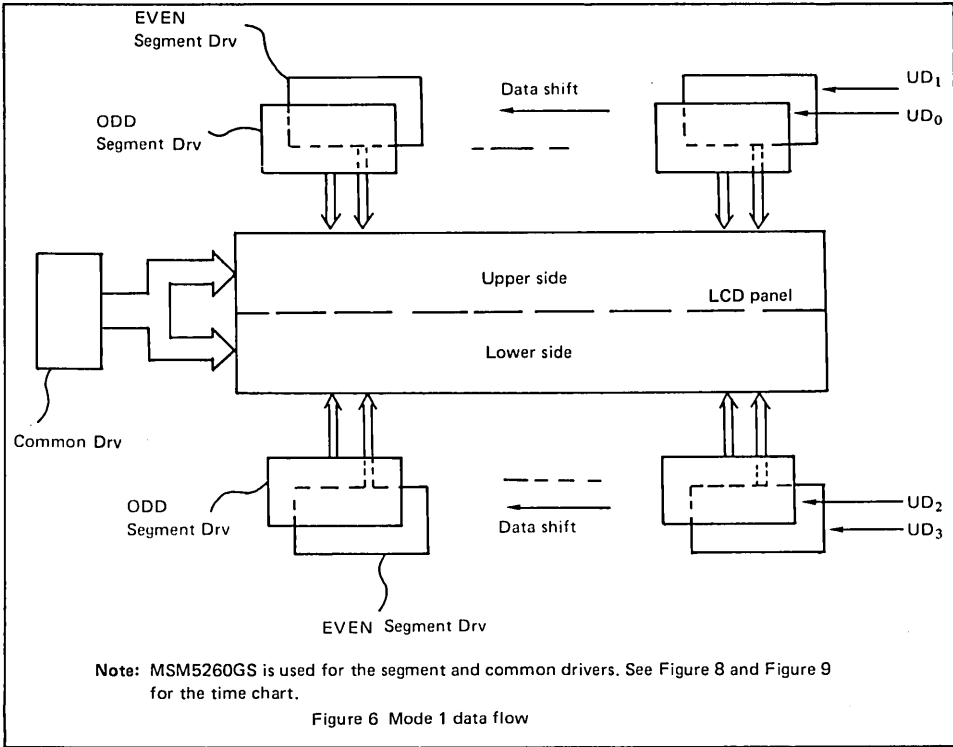 EVEN
Segment Drv
ODD
Segment Drv
Data shift
UD₁
UD₀
Upper side
LCD panel
Lower side
Common Drv
ODD
Segment Drv
Data shift
UD₂
UD₃
EVEN Segment Drv
Note: MSM5260GS is used for the segment and common drivers. See Figure 8 and Figure 9
for the time chart.
Figure 6 Mode 1 data flow